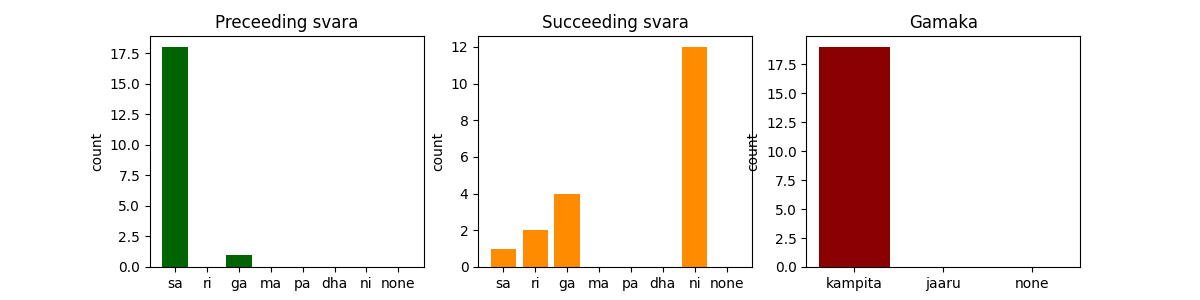 Preceeding svara
count
17.5
15.0
12.5
10.0
7.5
5.0
2.5
0.0
sa ri ga ma pa dha ni none
Succeeding svara
count
12
10
8
6
4
2
0
sa ri ga ma pa dha ni none
Gamaka
count
17.5
15.0
12.5
10.0
7.5
5.0
2.5
0.0
kampita jaaru none